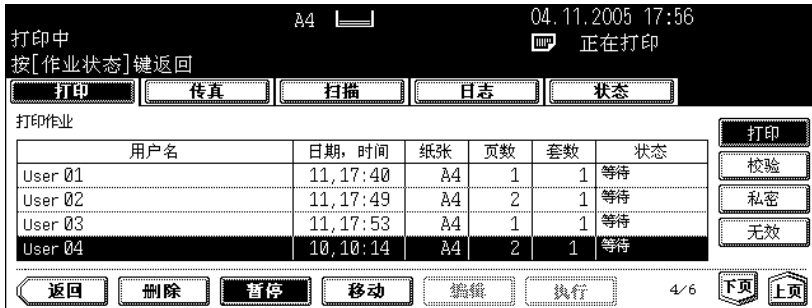 A4 04.11.2005 17:56
打印中 正在打印
按[作业状态]键返回
打印 传真 扫描 日志 状态
打印作业
用户名 日期，时间 纸张 页数 套数 状态
User 01 11,17:40 A4 1 1 等待
User 02 11,17:49 A4 2 1 等待
User 03 11,17:53 A4 1 1 等待
User 04 10,10:14 A4 2 1 等待
打印
校验
私密
无效
返回 删除 暂停 移动 编辑 执行 4/6 下页 上页